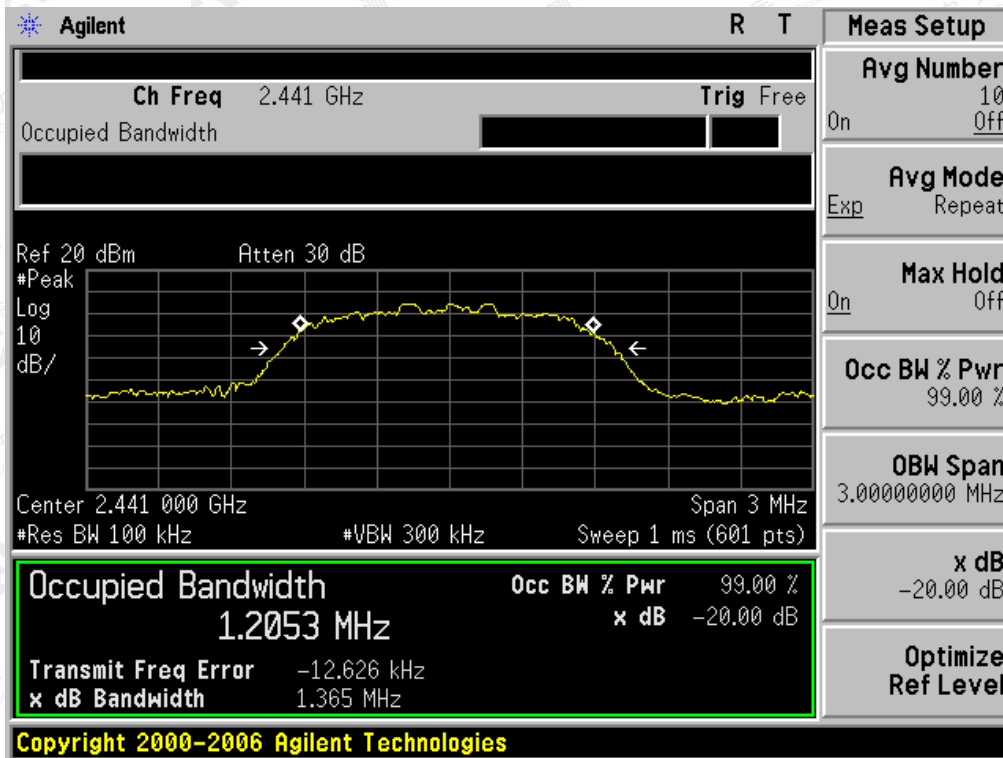 Agilent R T
Meas Setup
Ch Freq 2.441 GHz Trig Free
Occupied Bandwidth
Avg Number
10
On Off
Avg Mode
Exp Repeat
Max Hold
On Off
Occ BW % Pwr
99.00 %
OBW Span
3.00000000 MHz
x dB
-20.00 dB
Optimize
Ref Level
Ref 20 dBm Atten 30 dB
#Peak
Log
10
dB/
Center 2.441 000 GHz Span 3 MHz
#Res BW 100 kHz #VBW 300 kHz Sweep 1 ms (601 pts)
Occupied Bandwidth Occ BW % Pwr 99.00 %
1.2053 MHz x dB -20.00 dB
Transmit Freq Error -12.626 kHz
x dB Bandwidth 1.365 MHz
Copyright 2000-2006 Agilent Technologies